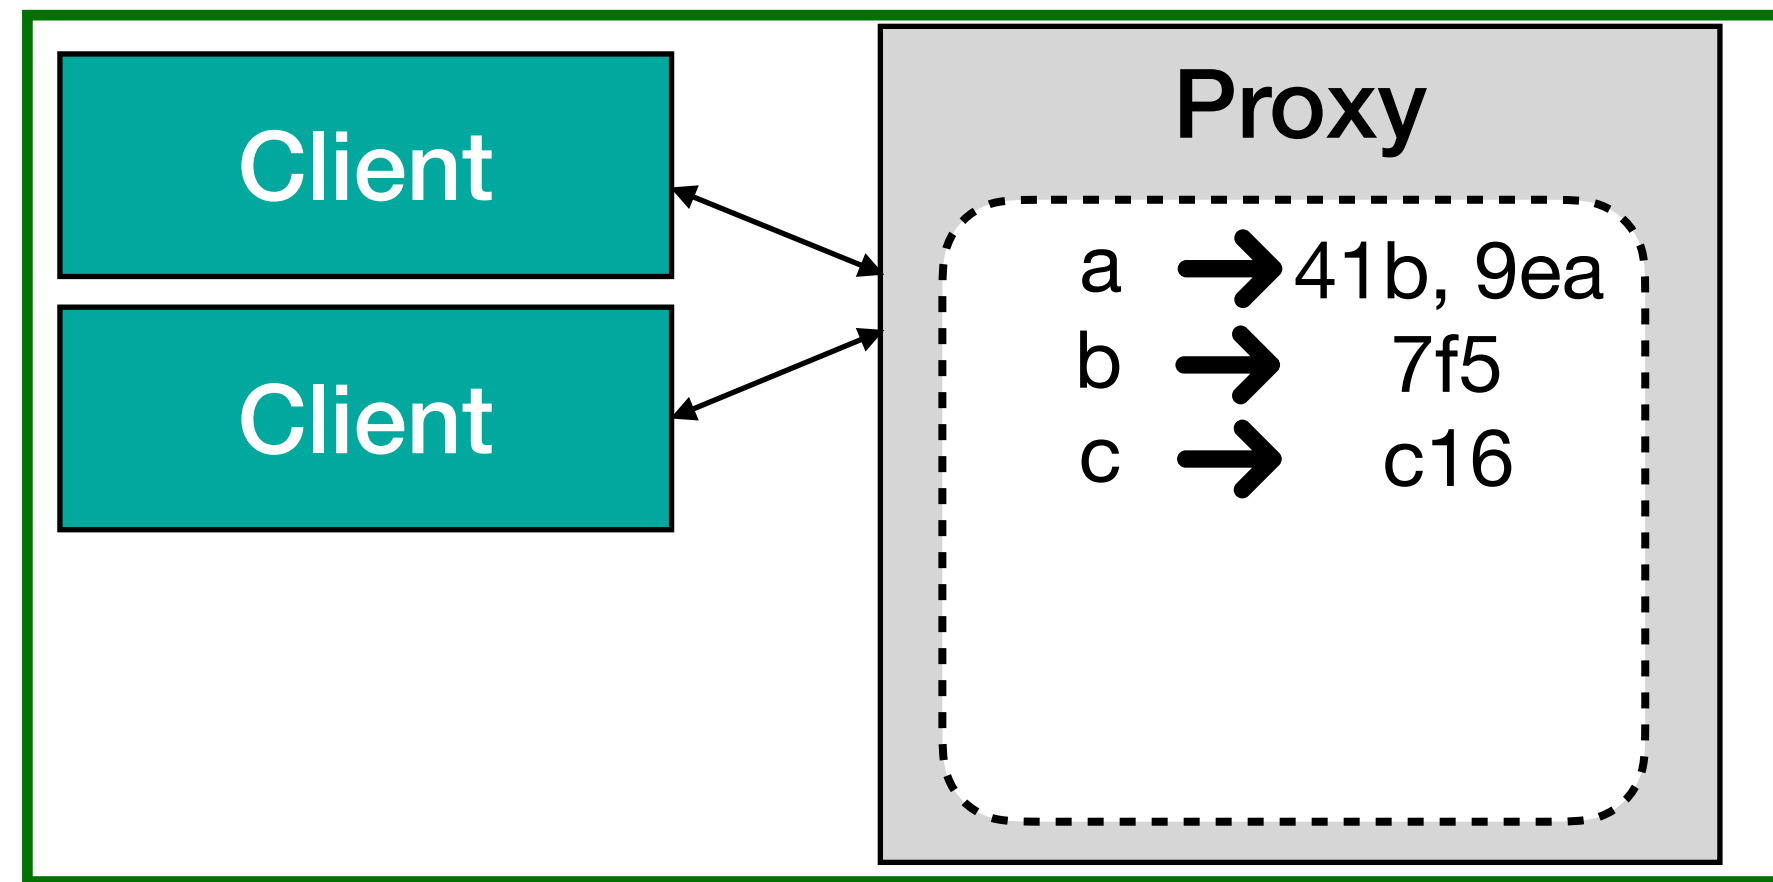 Client
Client
Proxy
a → 41b, 9ea
b → 7f5
c → c16